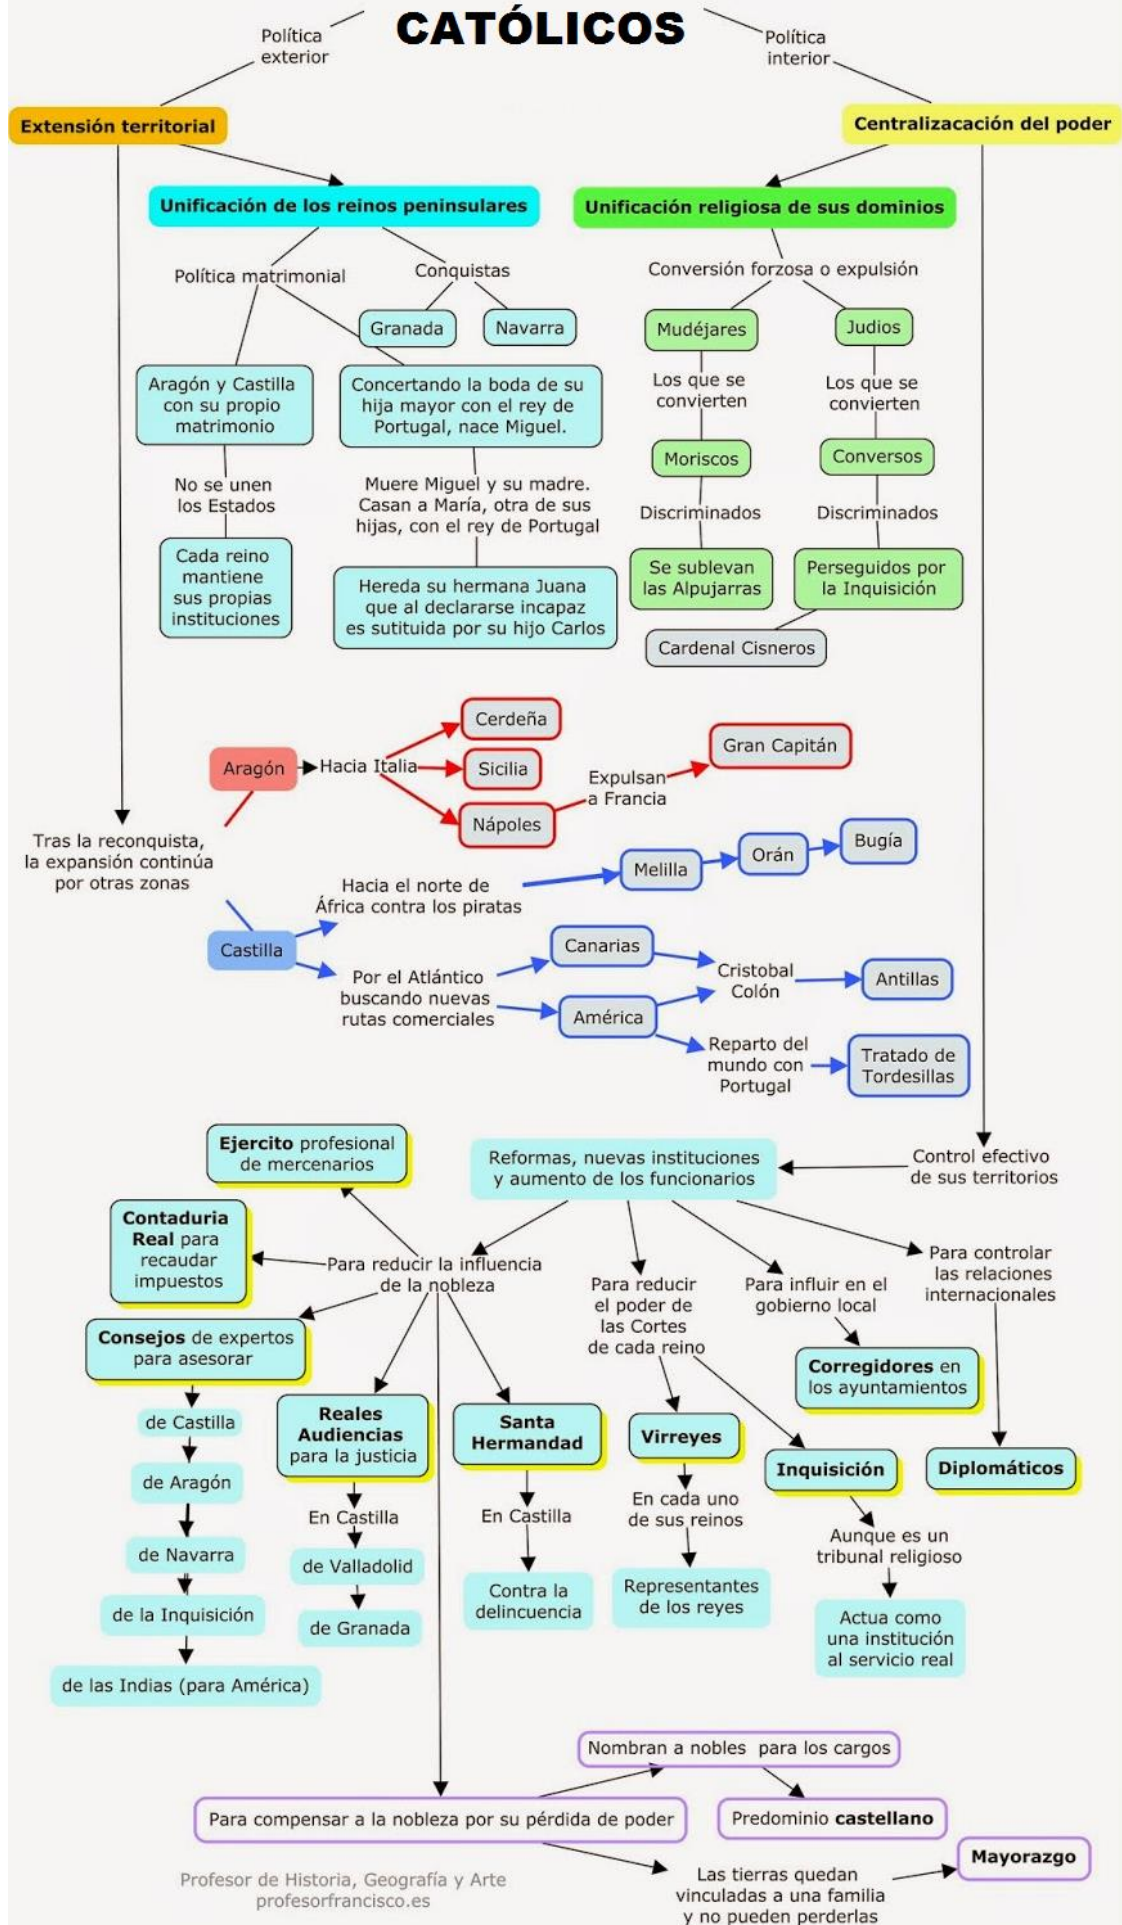 CATÓLICOS
Política
exterior
Política
interior
Extensión territorial
Centralizacación del poder
Unificación de los reinos peninsulares
Unificación religiosa de sus dominios
Política matrimonial
Conquistas
Granada
Navarra
Aragón y Castilla
con su propio
matrimonio
Concertando la boda de su
hija mayor con el rey de
Portugal, nace Miguel.
No se unen
los Estados
Muere Miguel y su madre.
Casan a María, otra de sus
hijas, con el rey de Portugal
Cada reino
mantiene
sus propias
instituciones
Hereda su hermana Juana
que al declararse incapaz
es sutituida por su hijo Carlos
Conversión forzosa o expulsión
Mudéjares
Judios
Los que se
convierten
Los que se
convierten
Moriscos
Conversos
Discriminados
Discriminados
Se sublevan
las Alpujarras
Perseguidos por
la Inquisición
Cardenal Cisneros
Tras la reconquista,
la expansión continúa
por otras zonas
Aragón
Hacia Italia
Cerdeña
Sicilia
Nápoles
Expulsan
a Francia
Gran Capitán
Castilla
Hacia el norte de
África contra los piratas
Melilla
Orán
Bugía
Por el Atlántico
buscando nuevas
rutas comerciales
Canarias
América
Cristobal
Colón
Antillas
Reparto del
mundo con
Portugal
Tratado de
Tordesillas
Control efectivo
de sus territorios
Reformas, nuevas instituciones
y aumento de los funcionarios
Ejercito profesional
de mercenarios
Contaduria
Real para
recaudar
impuestos
Para reducir la influencia
de la nobleza
Consejos de expertos
para asesorar
de Castilla
de Aragón
de Navarra
de la Inquisición
de las Indias (para América)
Reales
Audiencias
para la justicia
En Castilla
de Valladolid
de Granada
Santa
Hermandad
En Castilla
Contra la
delincuencia
Para reducir
el poder de
las Cortes
de cada reino
Virreyes
En cada uno
de sus reinos
Representantes
de los reyes
Inquisición
Aunque es un
tribunal religioso
Actua como
una institución
al servicio real
Para influir en el
gobierno local
Corregidores en
los ayuntamientos
Para controlar
las relaciones
internacionales
Diplomáticos
Para compensar a la nobleza por su pérdida de poder
Nombran a nobles para los cargos
Predominio castellano
Las tierras quedan
vinculadas a una familia
y no pueden perderlas
Mayorazgo
Profesor de Historia, Geografía y Arte
profesorfrancisco.es